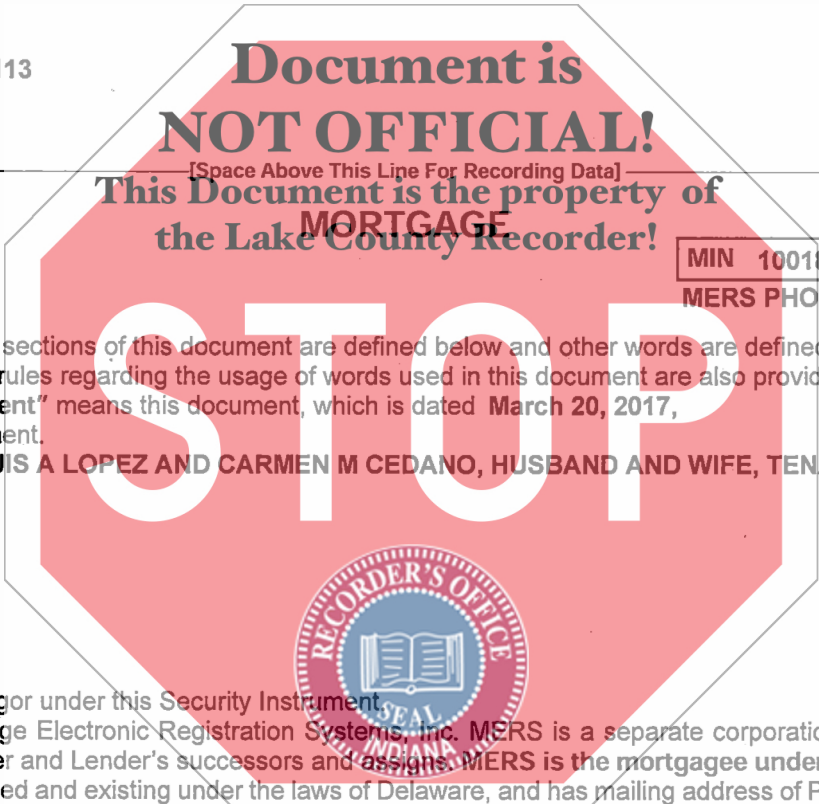 113
Document is
NOT OFFICIAL!
[Space Above This Line For Recording Data]
This Document is the property of
MORTGAGE
the Lake County Recorder!
MIN 10018
MERS PHO
STOP
sections of this document are defined below and other words are defined
rules regarding the usage of words used in this document are also provid
ent" means this document, which is dated March 20, 2017,
ent.
IS A LOPEZ AND CARMEN M CEDANO, HUSBAND AND WIFE, TEN
RECORDER'S OFFICE
SEAL
INDIANA
gor under this Security Instrument.
ge Electronic Registration Systems, Inc. MERS is a separate corporatio
er and Lender's successors and assigns. MERS is the mortgagee under
ed and existing under the laws of Delaware, and has mailing address of P